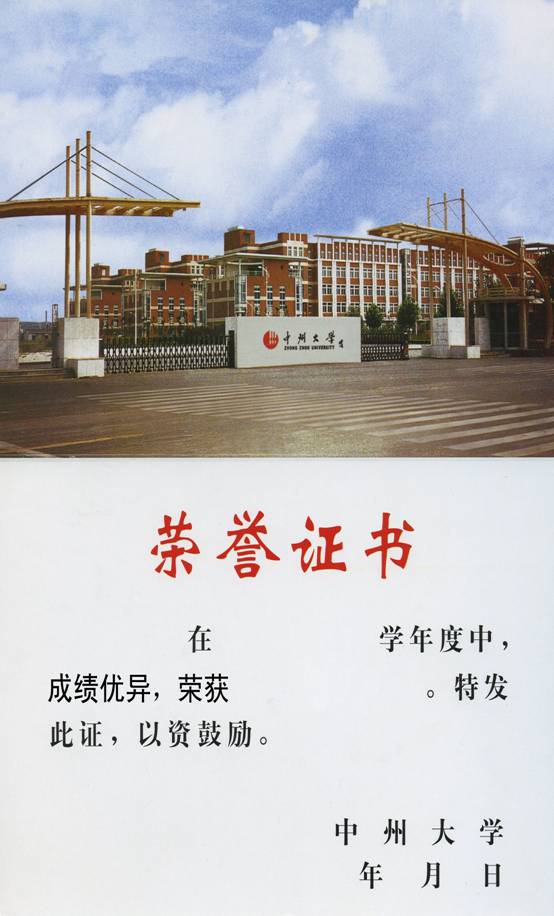 中州大学
ZHONG ZHOU UNIVERSITY
荣誉证书
在 学年度中，
成绩优异，荣获 。特发
此证，以资鼓励。
中州大学
年 月 日